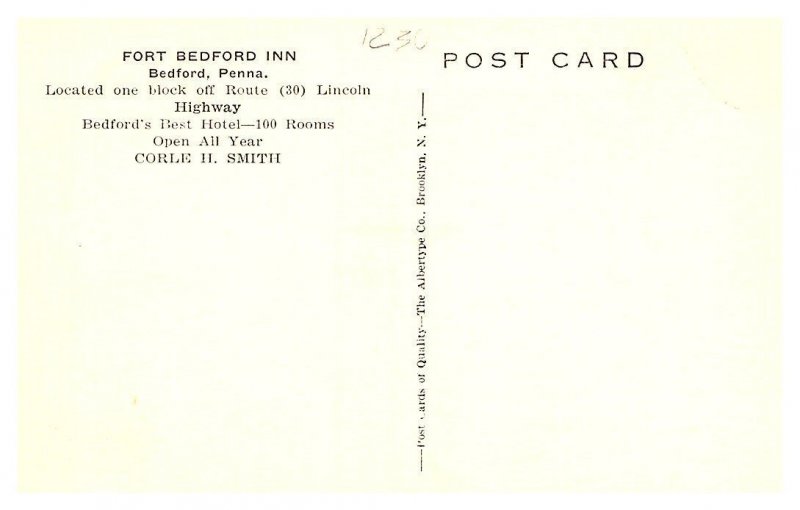 1236
FORT BEDFORD INN
Bedford, Penna.
Located one block off Route (30) Lincoln
Highway
Bedford's Best Hotel—100 Rooms
Open All Year
CORLE H. SMITH
POST CARD
Post Cards of Quality—The Albertype Co., Brooklyn, N. Y.